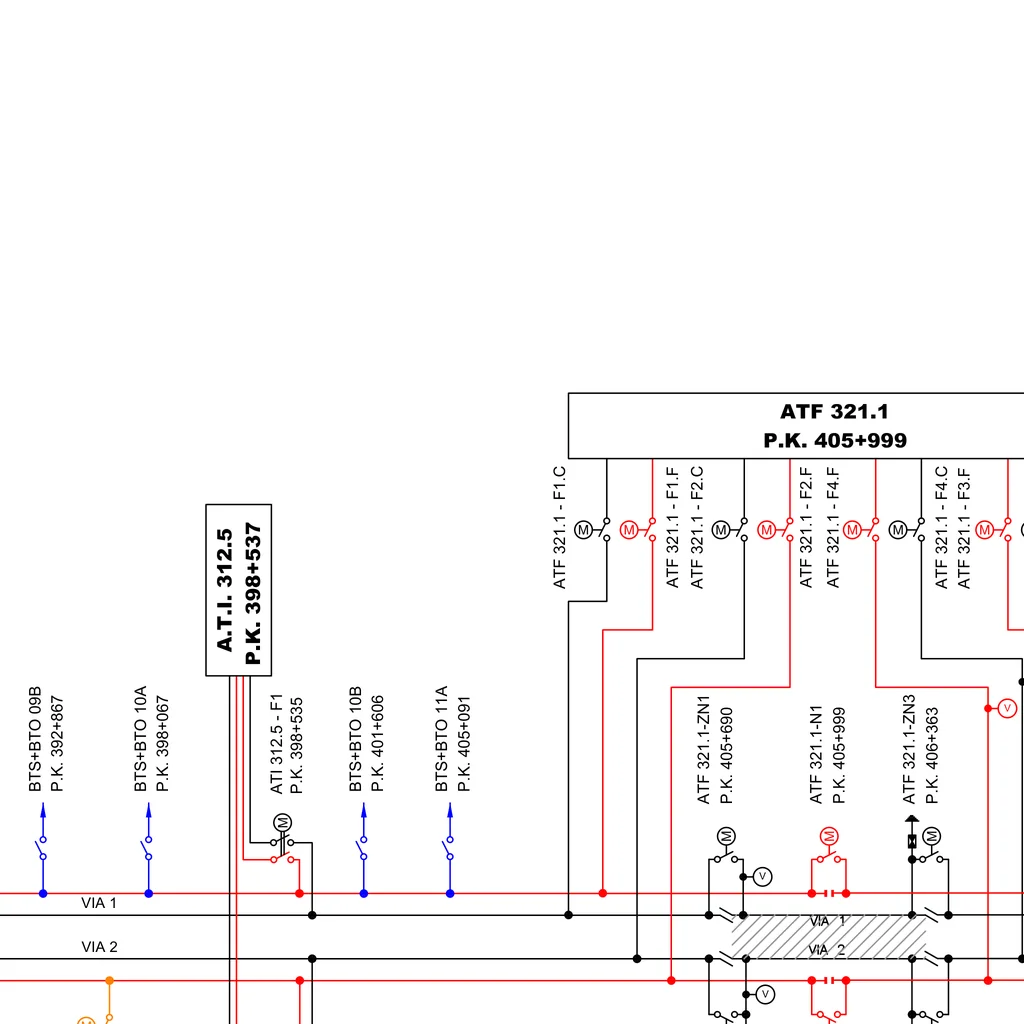 ATF 321.1
P.K. 405+999
ATF 321.1 - F1.C
ATF 321.1 - F1.F
ATF 321.1 - F2.C
ATF 321.1 - F2.F
ATF 321.1 - F4.F
ATF 321.1 - F4.C
ATF 321.1 - F3.F
M
M
M
M
M
M
M
A.T.I. 312.5
P.K. 398+537
BTS+BTO 09B
P.K. 392+867
BTS+BTO 10A
P.K. 398+067
ATI 312.5 - F1
P.K. 398+535
BTS+BTO 10B
P.K. 401+606
BTS+BTO 11A
P.K. 405+091
ATF 321.1-ZN1
P.K. 405+690
ATF 321.1-N1
P.K. 405+999
ATF 321.1-ZN3
P.K. 406+363
V
M
M
M
M
V
VIA 1
VIA 1
VIA 2
VIA 2
V
M